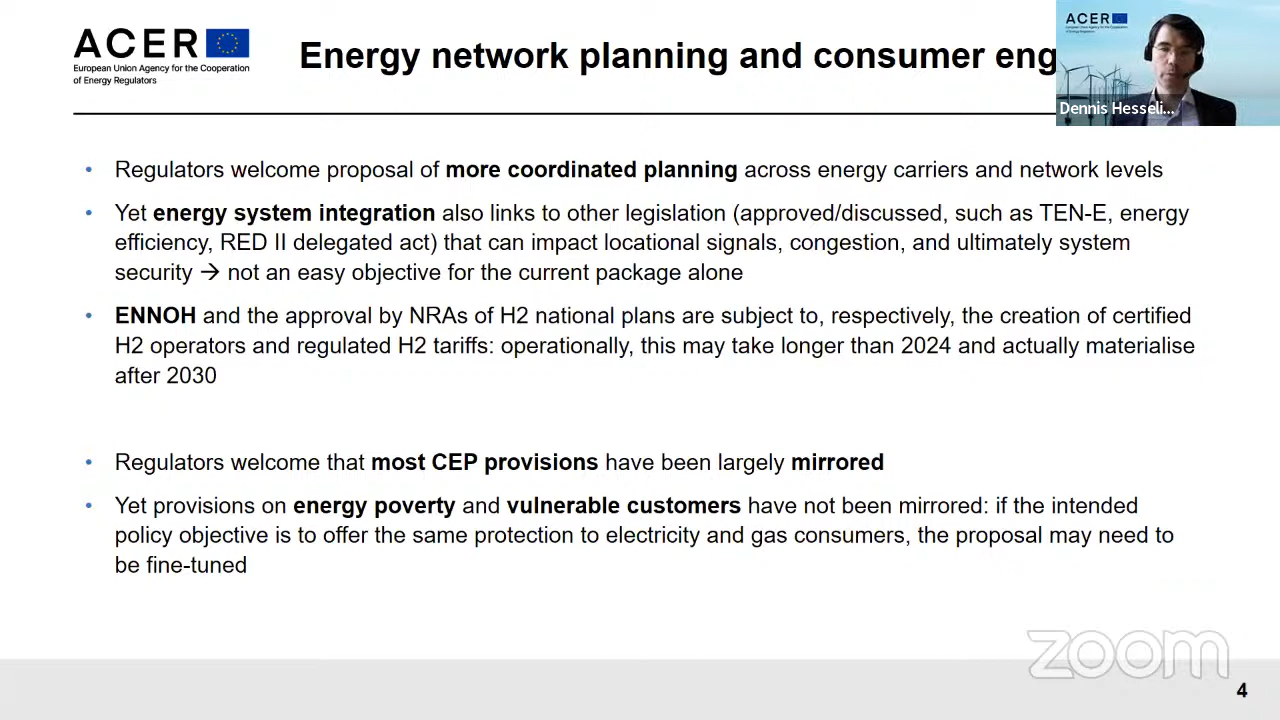 ACER
European Union Agency for the Cooperation
of Energy Regulators
Energy network planning and consumer eng
ACER
Dennis Hesseli...
• Regulators welcome proposal of more coordinated planning across energy carriers and network levels
• Yet energy system integration also links to other legislation (approved/discussed, such as TEN-E, energy
efficiency, RED II delegated act) that can impact locational signals, congestion, and ultimately system
security → not an easy objective for the current package alone
• ENNOH and the approval by NRAs of H2 national plans are subject to, respectively, the creation of certified
H2 operators and regulated H2 tariffs: operationally, this may take longer than 2024 and actually materialise
after 2030
• Regulators welcome that most CEP provisions have been largely mirrored
• Yet provisions on energy poverty and vulnerable customers have not been mirrored: if the intended
policy objective is to offer the same protection to electricity and gas consumers, the proposal may need to
be fine-tuned
zoom
4